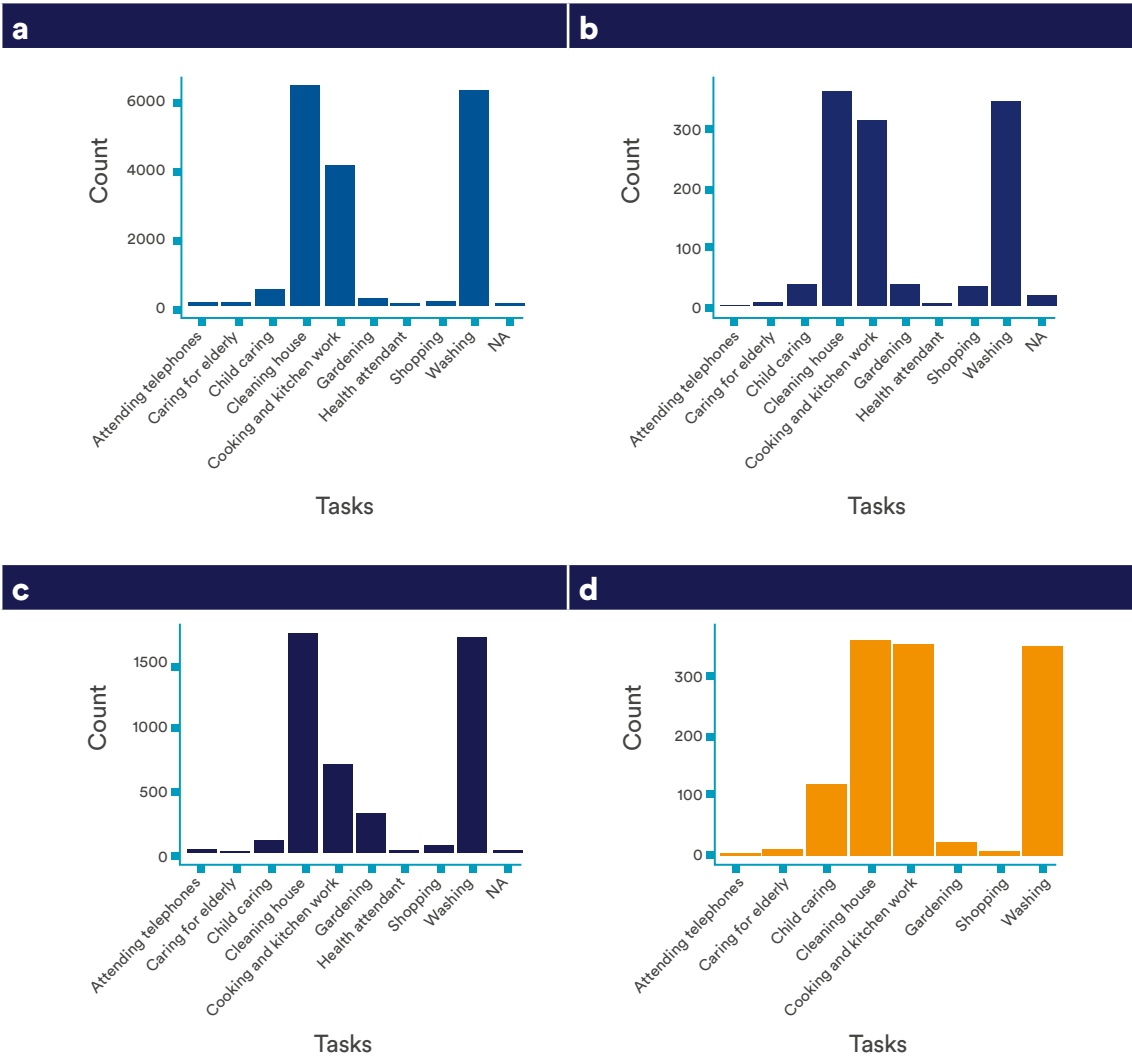 a
Count
6000
4000
2000
0
Attending telephones
Caring for elderly
Child caring
Cleaning house
Cooking and kitchen work
Gardening
Health attendant
Shopping
Washing
NA
Tasks
b
Count
300
200
100
0
Attending telephones
Caring for elderly
Child caring
Cleaning house
Cooking and kitchen work
Gardening
Health attendant
Shopping
Washing
NA
Tasks
c
Count
1500
1000
500
0
Attending telephones
Caring for elderly
Child caring
Cleaning house
Cooking and kitchen work
Gardening
Health attendant
Shopping
Washing
NA
Tasks
d
Count
300
200
100
0
Attending telephones
Caring for elderly
Child caring
Cleaning house
Cooking and kitchen work
Gardening
Shopping
Washing
Tasks